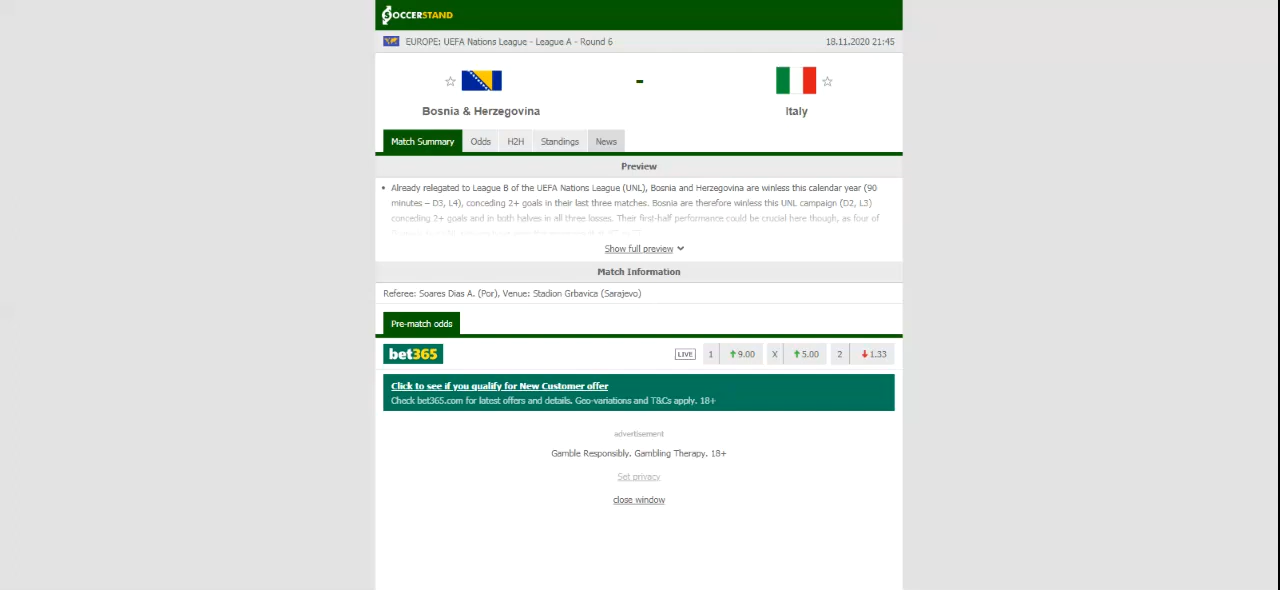 SOCCERSTAND
EUROPE: UEFA Nations League - League A - Round 6
18.11.2020 21:45
-
Bosnia & Herzegovina
Italy
Match Summary
Odds
H2H
Standings
News
Preview
• Already relegated to League B of the UEFA Nations League (UNL), Bosnia and Herzegovina are winless this calendar year (90
minutes – D3, L4), conceding 2+ goals in their last three matches. Bosnia are therefore winless this UNL campaign (D2, L3)
conceding 2+ goals and in both halves in all three losses. Their first-half performance could be crucial here though, as four of
Show full preview
Match Information
Referee: Soares Dias A. (Por), Venue: Stadion Grbavica (Sarajevo)
Pre-match odds
bet365
LIVE
1
9.00
X
5.00
2
1.33
Click to see if you qualify for New Customer offer
Check bet365.com for latest offers and details. Geo-variations and T&Cs apply. 18+
advertisement
Gamble Responsibly. Gambling Therapy. 18+
Set privacy
close window